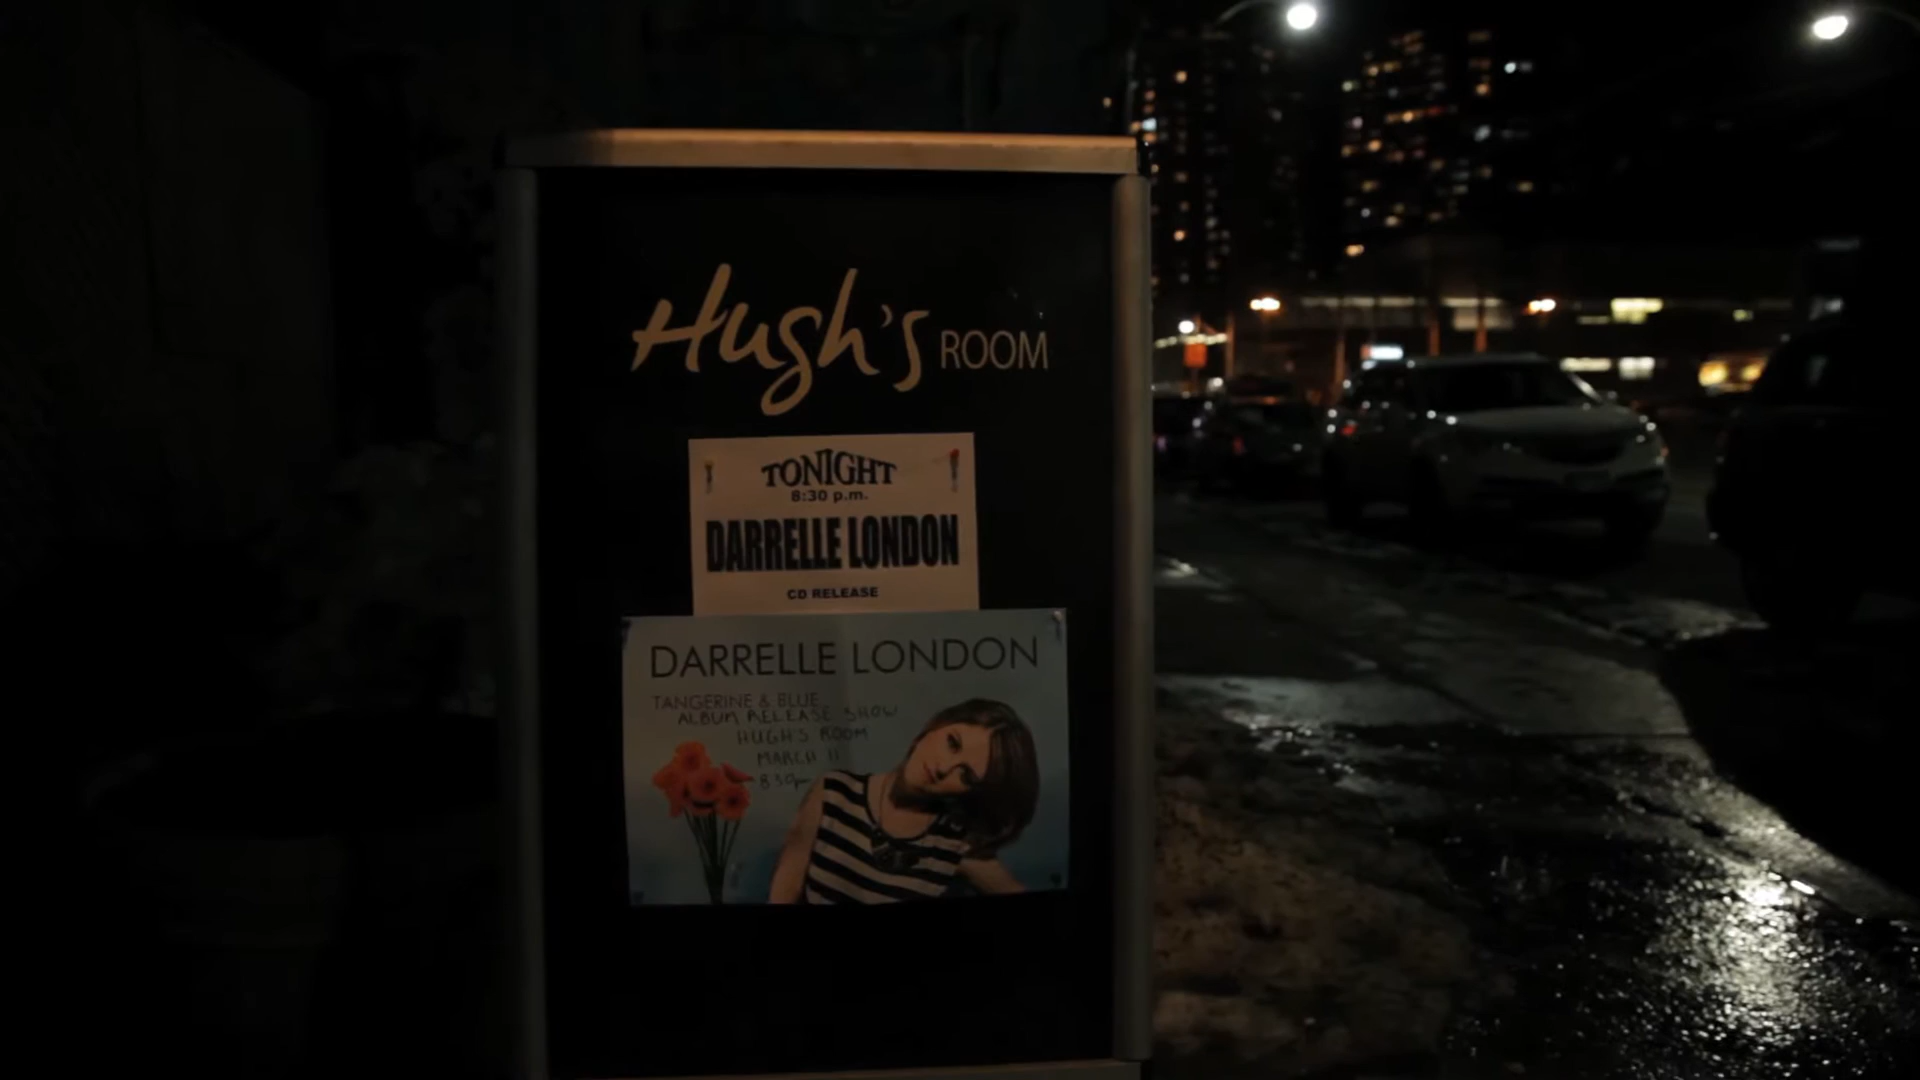 Hugh's ROOM
TONIGHT
8:30 p.m.
DARRELLE LONDON
CD RELEASE
DARRELLE LONDON
TANGERINE & BLUE
ALBUM RELEASE SHOW
HUGH'S ROOM
MARCH 11
8:30pm